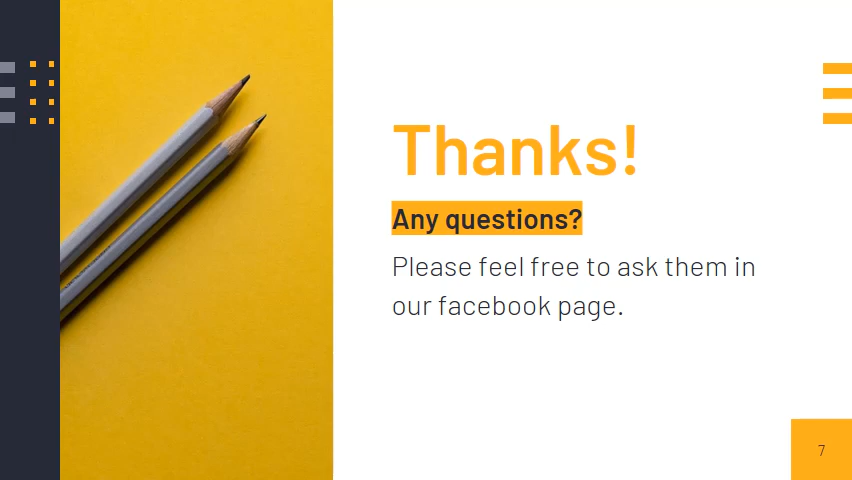 Thanks!
Any questions?
Please feel free to ask them in
our facebook page.
7